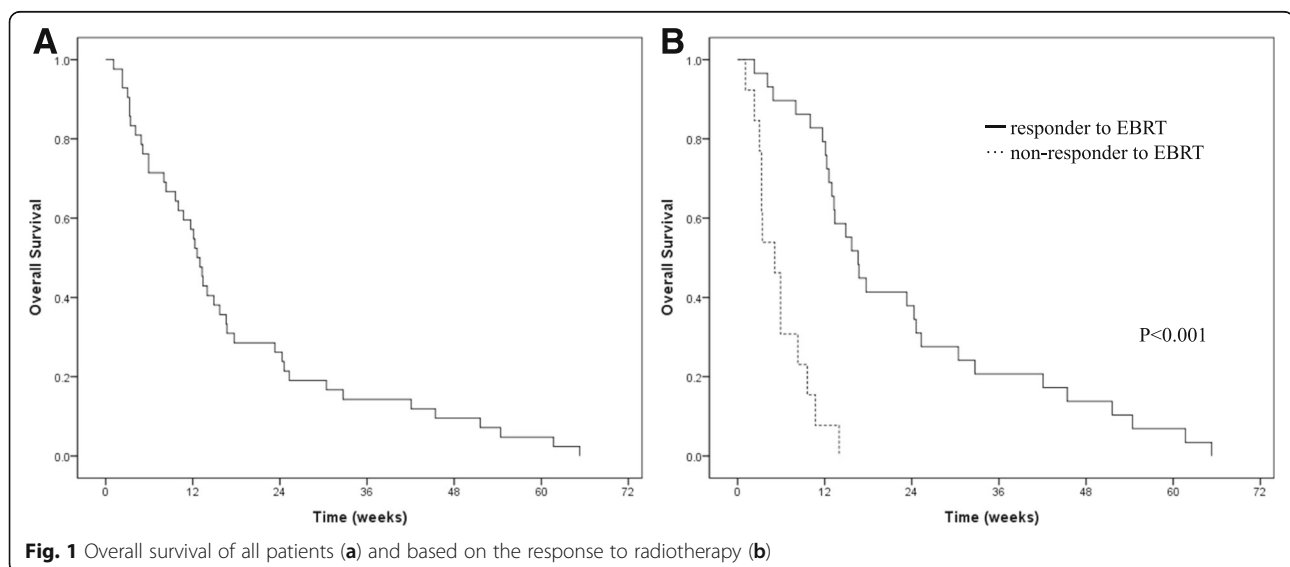 A
1.0
0.8
0.6
0.4
0.2
0.0
Overall Survival
0 12 24 36 48 60 72
Time (weeks)
B
1.0
0.8
0.6
0.4
0.2
0.0
Overall Survival
responder to EBRT
non-responder to EBRT
P<0.001
0 12 24 36 48 60 72
Time (weeks)
Fig. 1 Overall survival of all patients (a) and based on the response to radiotherapy (b)